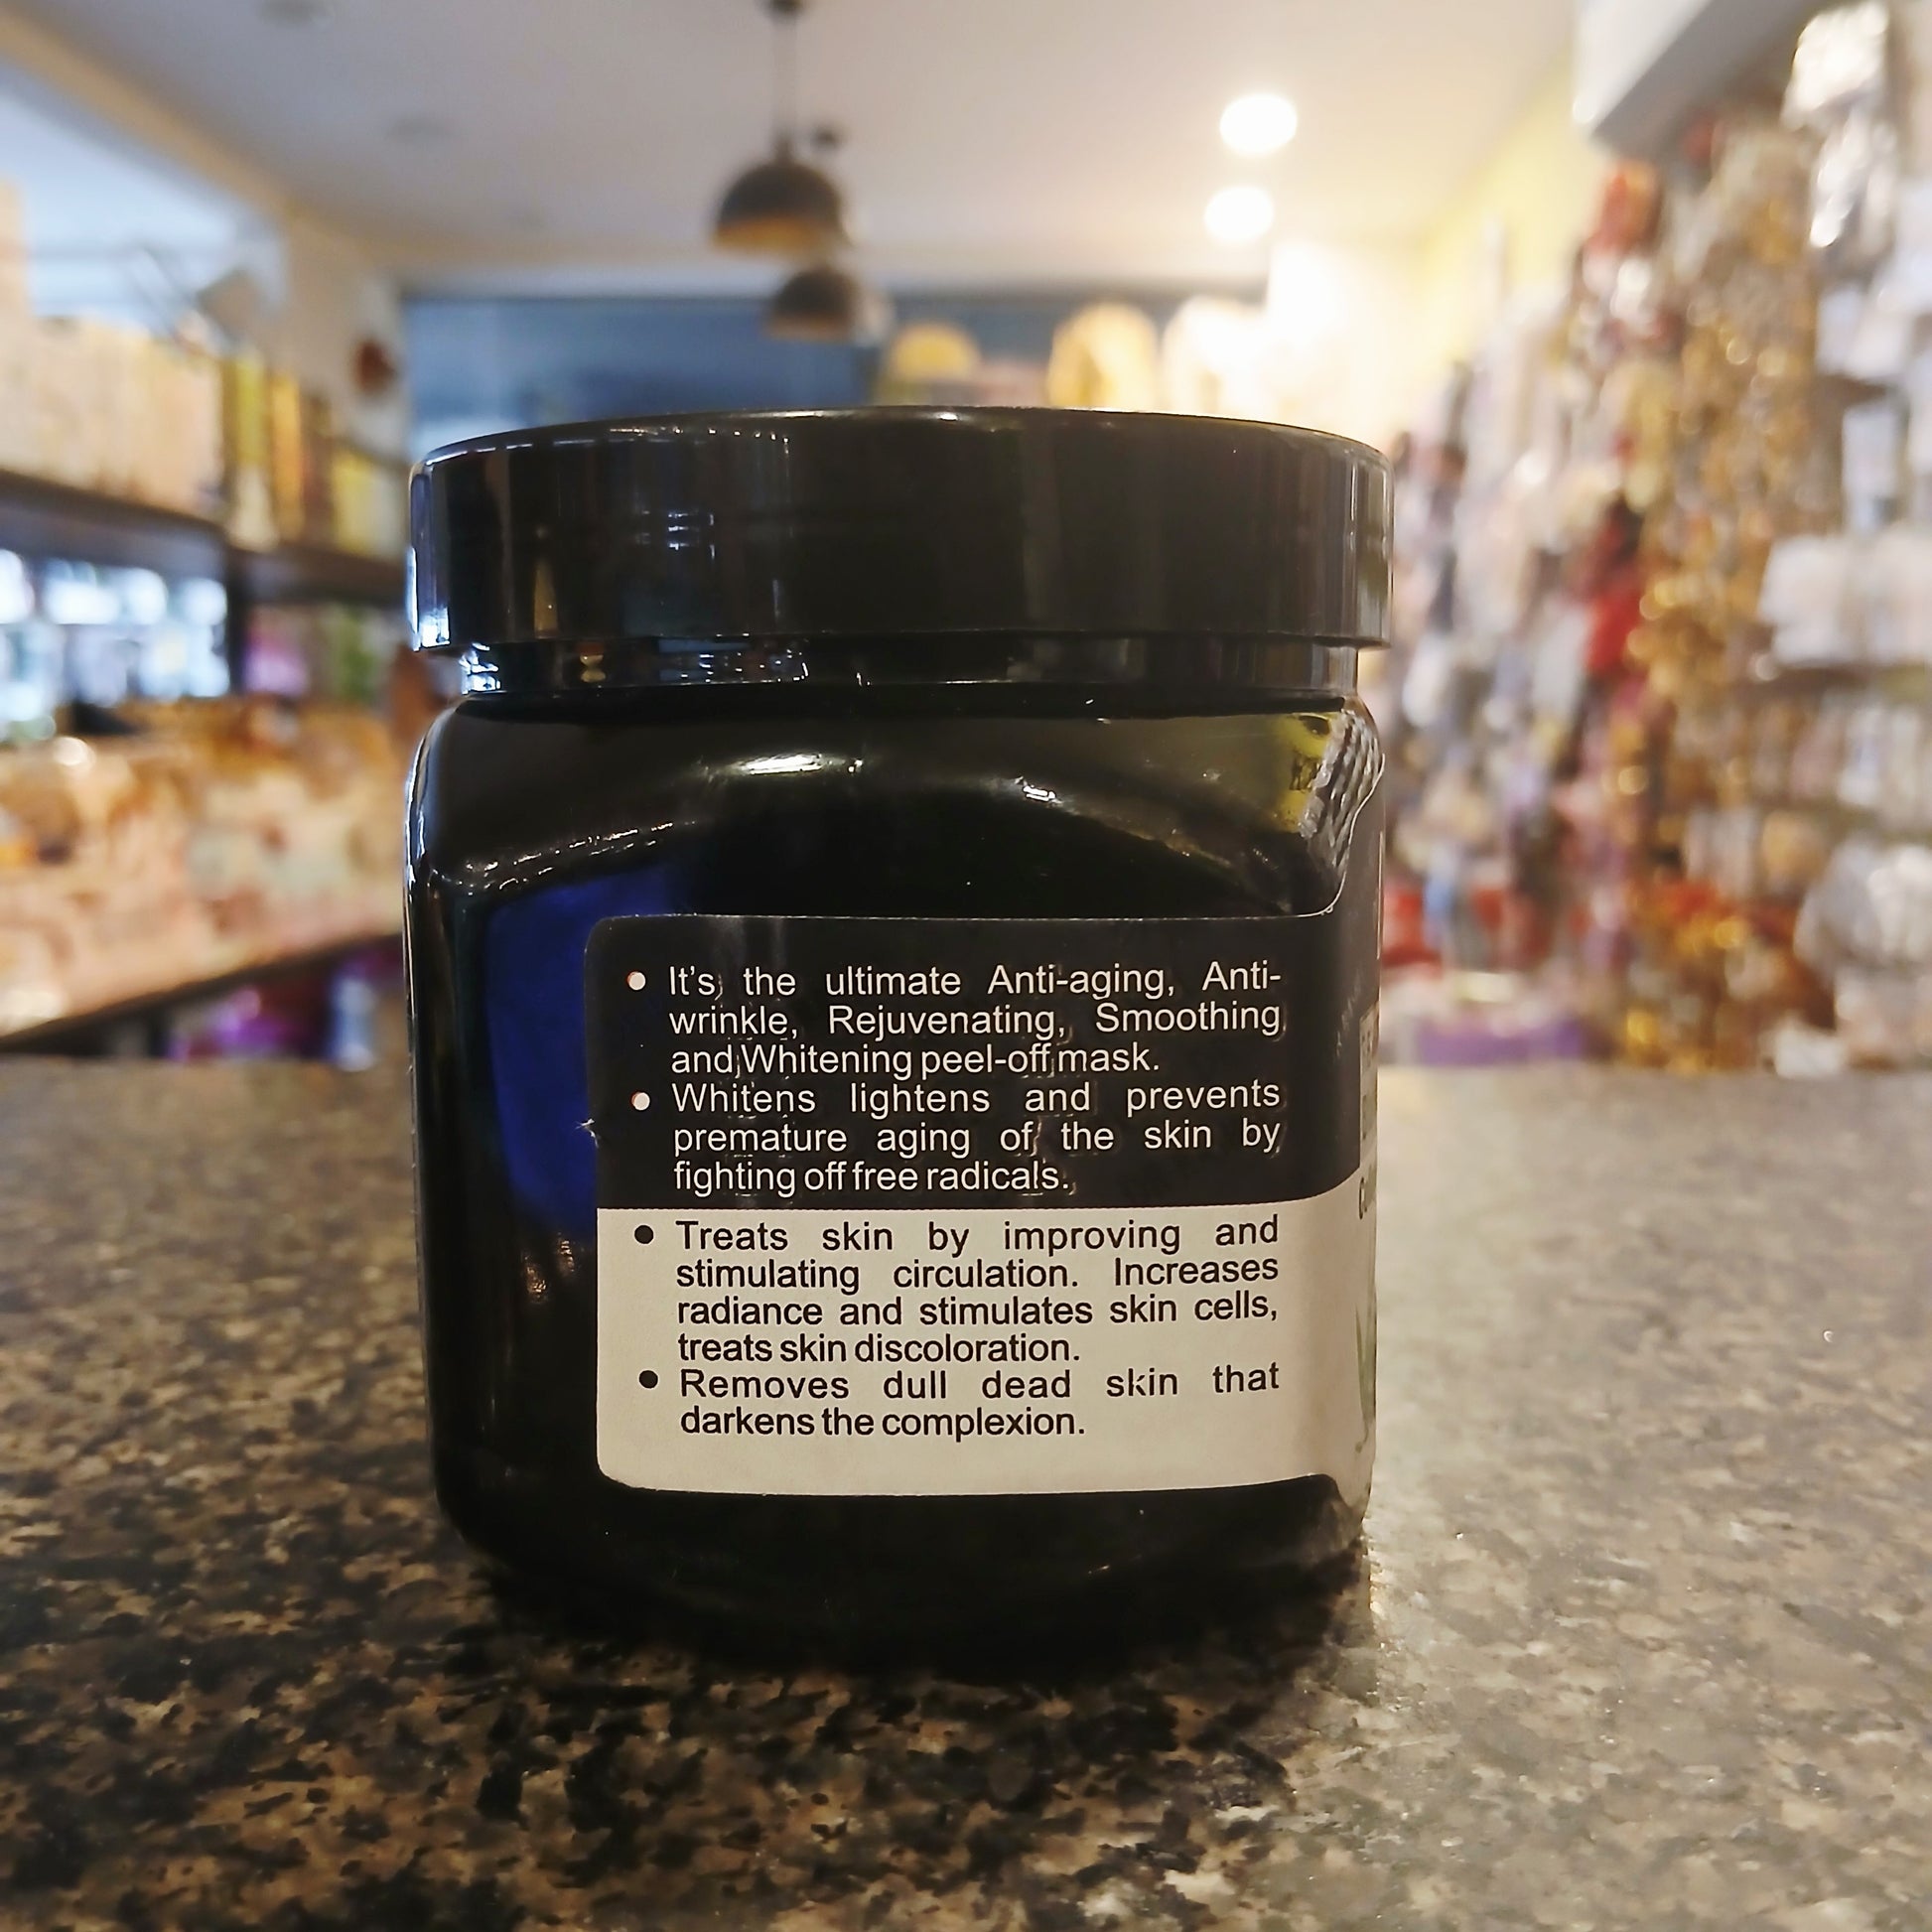 • It's the ultimate Anti-aging, Anti-
wrinkle, Rejuvenating, Smoothing
and Whitening peel-off mask.
• Whitens lightens and prevents
premature aging of the skin by
fighting off free radicals.
• Treats skin by improving and
stimulating circulation. Increases
radiance and stimulates skin cells,
treats skin discoloration.
• Removes dull dead skin that
darkens the complexion.